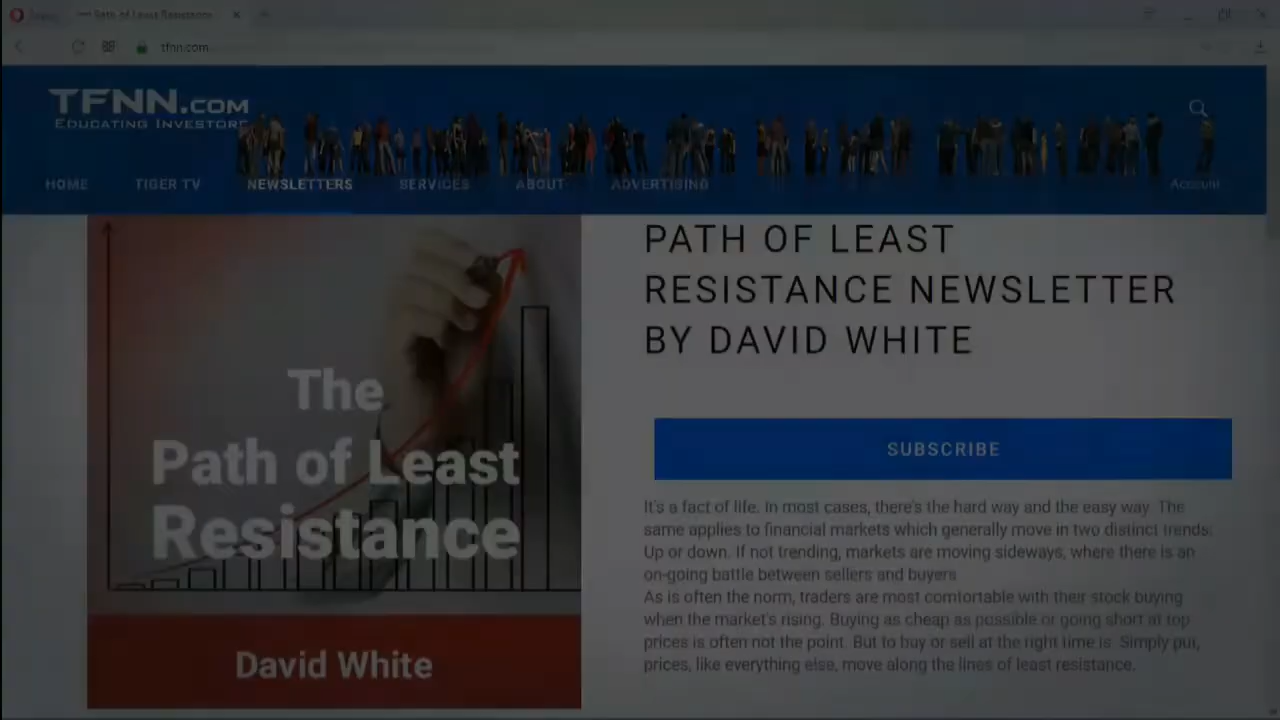 Path of Least Resistance
tfnn.com
TFNN.COM
EDUCATING INVESTORS
HOME TIGER TV NEWSLETTERS SERVICES ABOUT ADVERTISING Account
The
Path of Least
Resistance
David White
PATH OF LEAST
RESISTANCE NEWSLETTER
BY DAVID WHITE
SUBSCRIBE
It's a fact of life. In most cases, there's the hard way and the easy way. The
same applies to financial markets which generally move in two distinct trends.
Up or down. If not trending, markets are moving sideways, where there is an
on-going battle between sellers and buyers
As is often the norm, traders are most comfortable with their stock buying
when the market's rising. Buying as cheap as possible or going short at top
prices is often not the point. But to buy or sell at the right time is. Simply put,
prices, like everything else, move along the lines of least resistance.